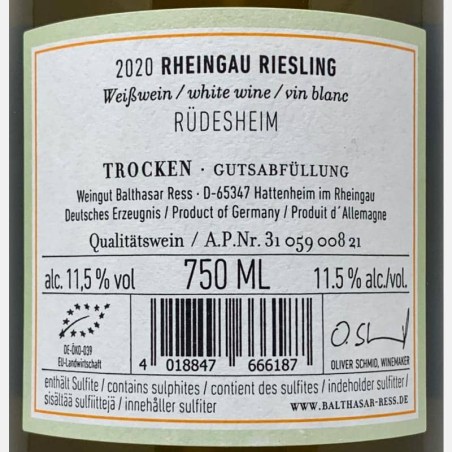 2020 RHEINGAU RIESLING
Weißwein / white wine / vin blanc
RÜDESHEIM
TROCKEN · GUTSABFÜLLUNG
Weingut Balthasar Ress · D-65347 Hattenheim im Rheingau
Deutsches Erzeugnis / Product of Germany / Produit d´Allemagne
Qualitätswein / A.P.Nr. 31 059 008 21
alc. 11,5 % vol 750 ML 11.5 % alc./vol.
DE-ÖKO-039
EU-Landwirtschaft
4 018847 666187
OLIVER SCHMID, WINEMAKER
enthält Sulfite / contains sulphites / contient des sulfites / indeholder sulfitter /
sisältää sulfiittejä / innehåller sulfiter
WWW.BALTHASAR-RESS.DE